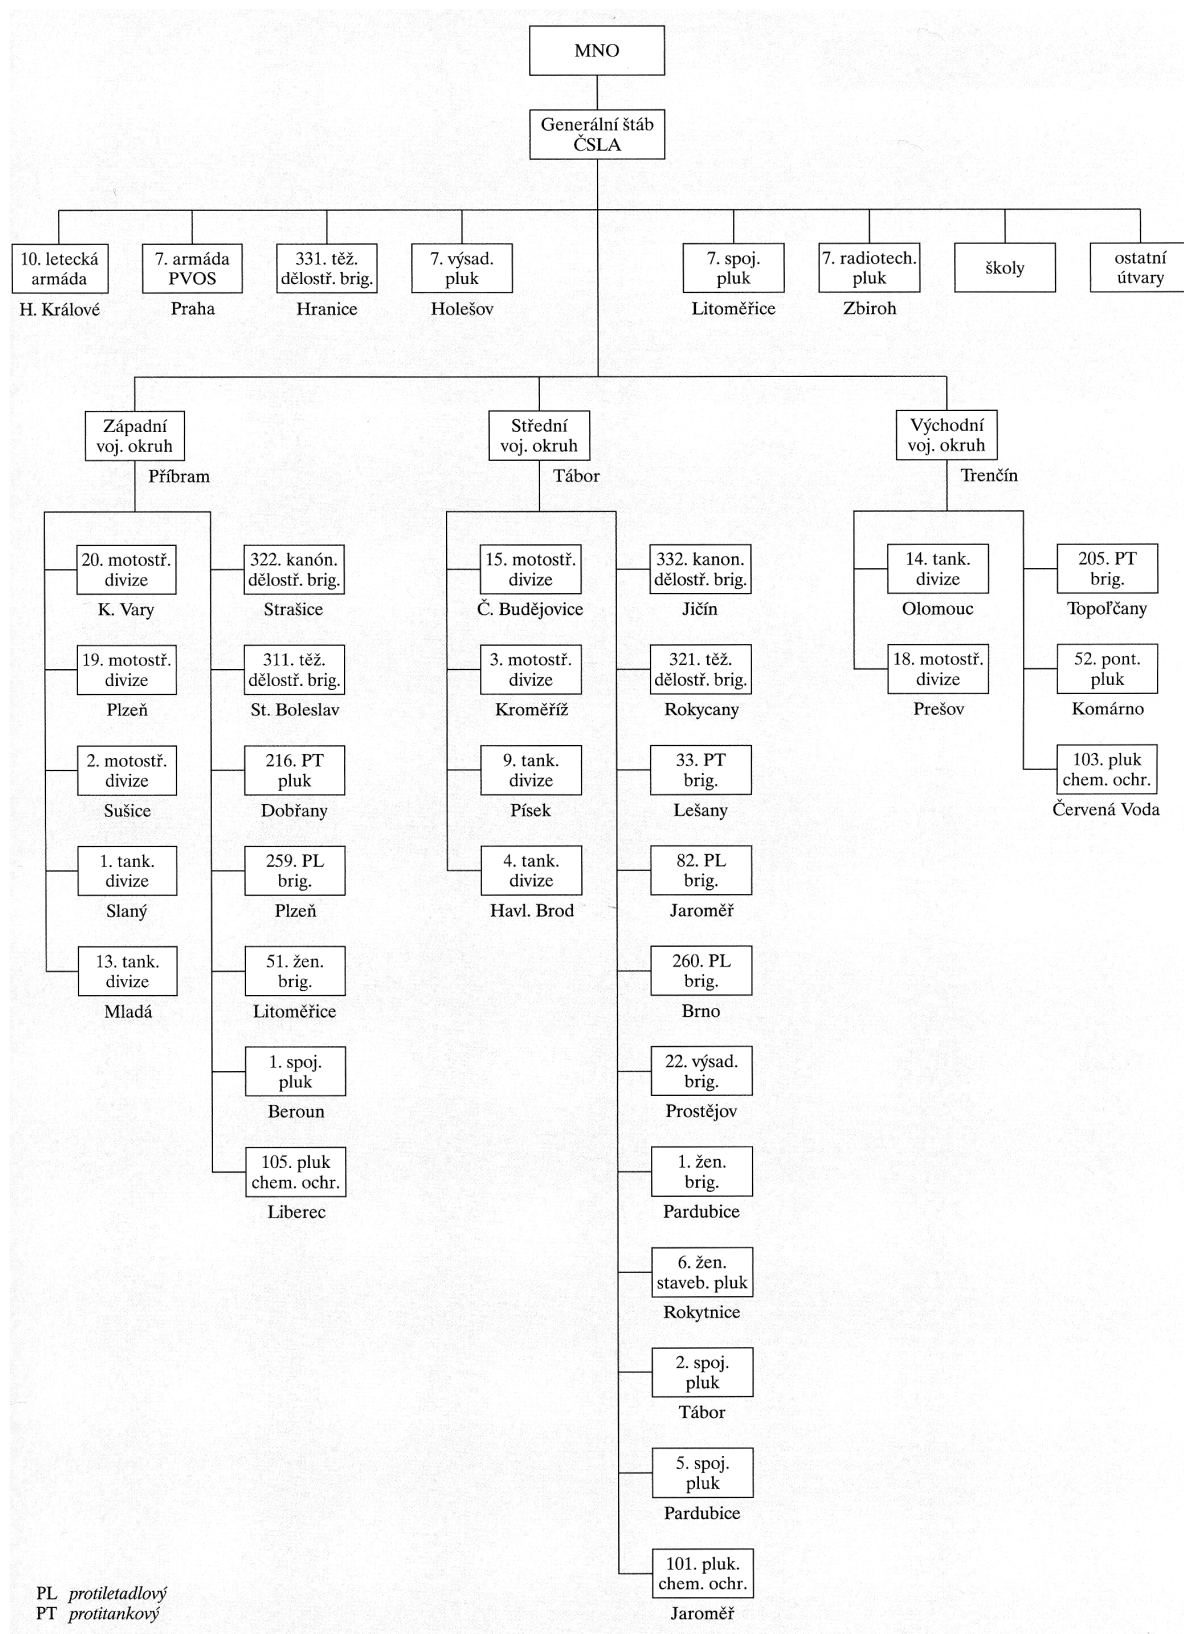 MNO
Generální štáb
ČSLA
10. letecká
armáda
H. Králové
7. armáda
PVOS
Praha
331. těž.
dělostř. brig.
Hranice
7. výsad.
pluk
Holešov
7. spoj.
pluk
Litoměřice
7. radiotech.
pluk
Zbiroh
školy
ostatní
útvary
Západní
voj. okruh
Příbram
20. motostř.
divize
K. Vary
19. motostř.
divize
Plzeň
2. motostř.
divize
Sušice
1. tank.
divize
Slaný
13. tank.
divize
Mladá
322. kanón.
dělostř. brig.
Strašice
311. těž.
dělostř. brig.
St. Boleslav
216. PT
pluk
Dobřany
259. PL
brig.
Plzeň
51. žen.
brig.
Litoměřice
1. spoj.
pluk
Beroun
105. pluk
chem. ochr.
Liberec
Střední
voj. okruh
Tábor
15. motostř.
divize
Č. Budějovice
3. motostř.
divize
Kroměříž
9. tank.
divize
Písek
4. tank.
divize
Havl. Brod
332. kanon.
dělostř. brig.
Jičín
321. těž.
dělostř. brig.
Rokycany
33. PT
brig.
Lešany
82. PL
brig.
Jaroměř
260. PL
brig.
Brno
22. výsad.
brig.
Prostějov
1. žen.
brig.
Pardubice
6. žen.
staveb. pluk
Rokytnice
2. spoj.
pluk
Tábor
5. spoj.
pluk
Pardubice
101. pluk.
chem. ochr.
Jaroměř
Východní
voj. okruh
Trenčín
14. tank.
divize
Olomouc
18. motostř.
divize
Prešov
205. PT
brig.
Topoľčany
52. pont.
pluk
Komárno
103. pluk
chem. ochr.
Červená Voda
PL protiletadlový
PT protitankový